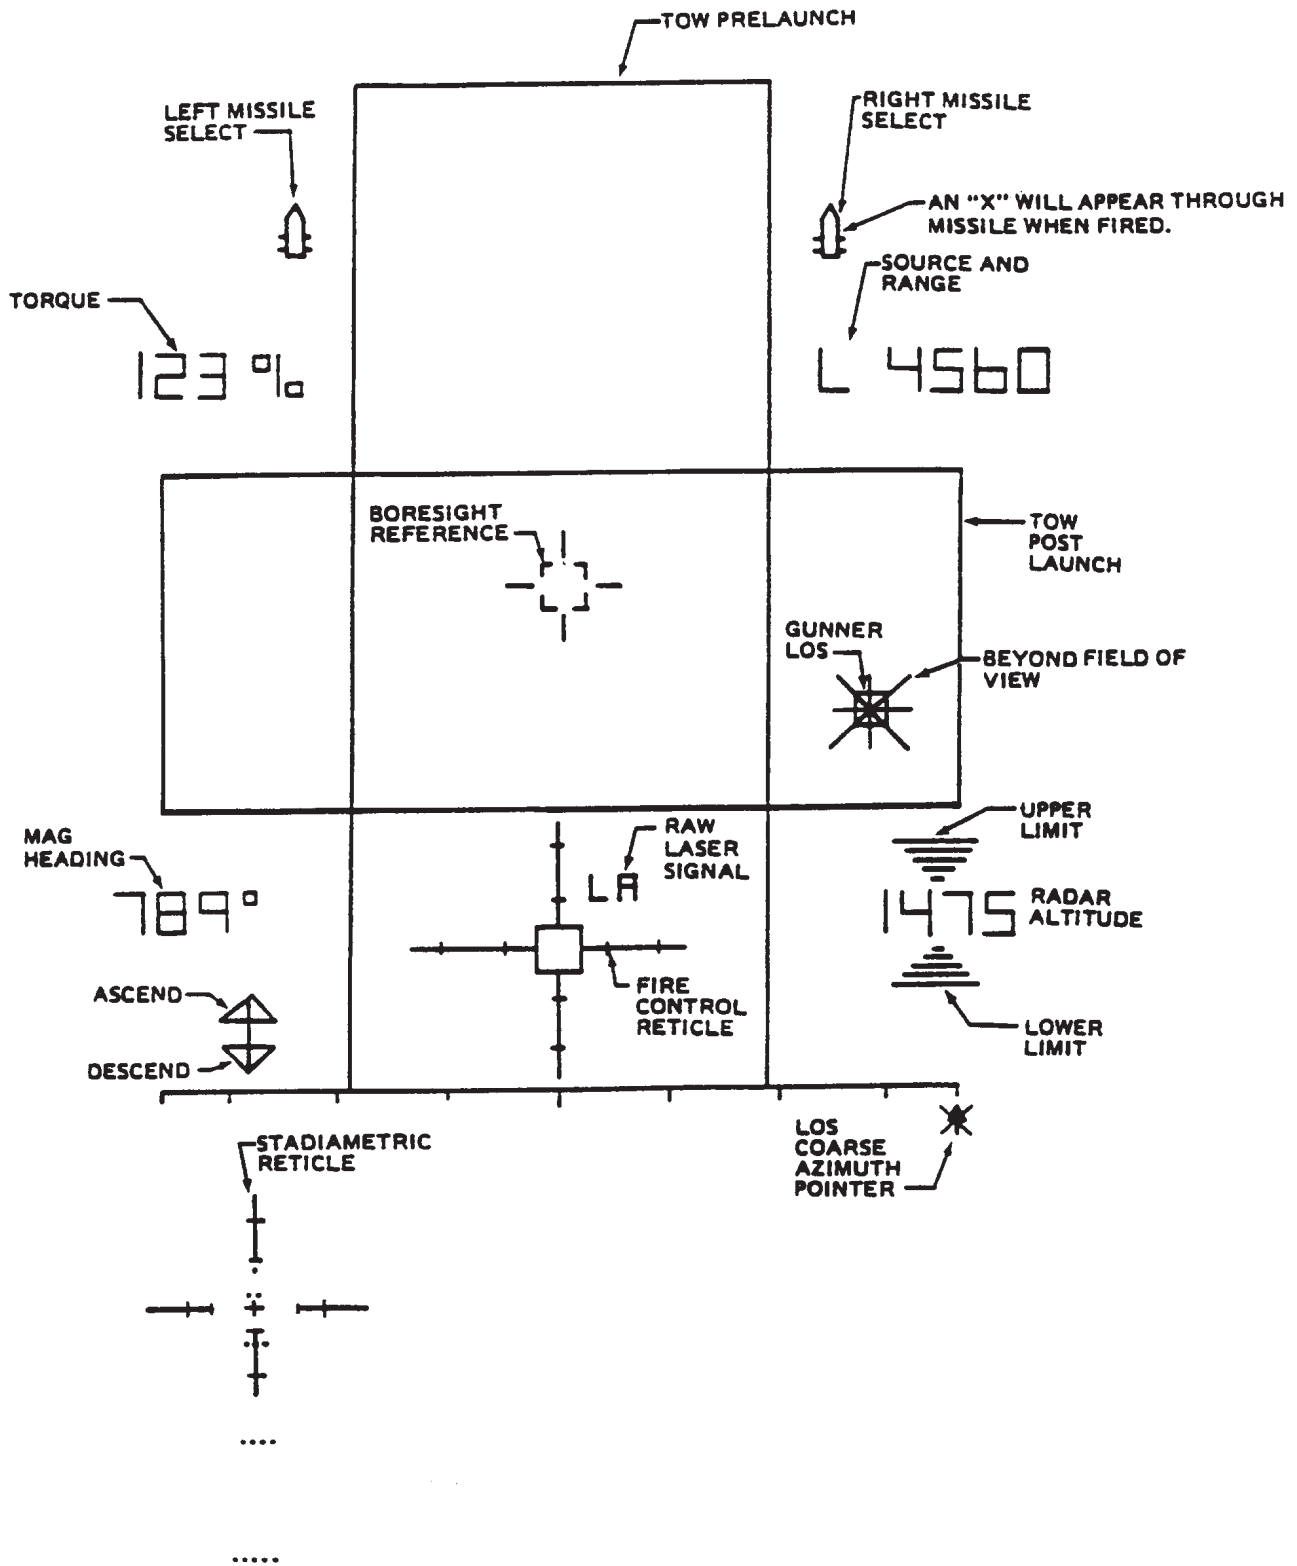 TOW PRELAUNCH
LEFT MISSILE
SELECT
RIGHT MISSILE
SELECT
AN "X" WILL APPEAR THROUGH
MISSILE WHEN FIRED.
SOURCE AND
RANGE
TORQUE
123 %
L 4560
BORESIGHT
REFERENCE
TOW
POST
LAUNCH
GUNNER
LOS
BEYOND FIELD OF
VIEW
UPPER
LIMIT
MAG
HEADING
RAW
LASER
SIGNAL
LA
789°
1475
RADAR
ALTITUDE
ASCEND
FIRE
CONTROL
RETICLE
LOWER
LIMIT
DESCEND
STADIAMETRIC
RETICLE
LOS
COARSE
AZIMUTH
POINTER